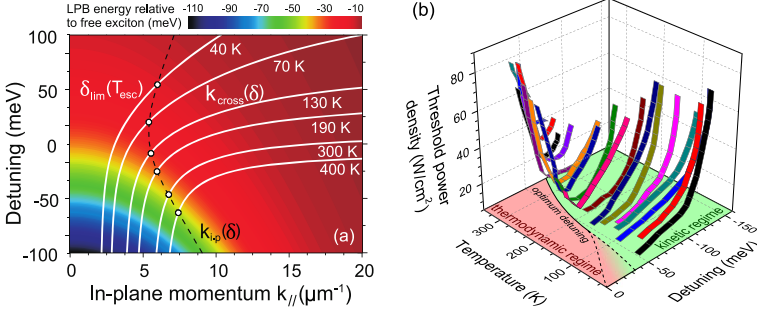 LPB energy relative
to free exciton (meV)
-110 -90 -70 -50 -30 -10
100
50
0
-50
-100
Detuning (meV)
0 5 10 15 20
In-plane momentum k// (μm⁻¹)
δlim(Tesc)
kcross(δ)
ki-p(δ)
40 K
70 K
130 K
190 K
300 K
400 K
(a)
(b)
80
60
40
20
Threshold power
density (W/cm²)
300
200
100
0
Temperature (K)
0
-50
-100
-150
Detuning (meV)
optimum detuning
thermodynamic regime
kinetic regime